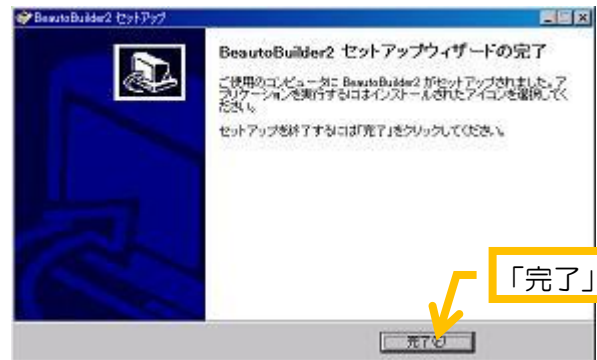 BeautoBuilder2 セットアップ
BeautoBuilder2 セットアップウィザードの完了
ご使用のコンピュータに BeautoBuilder2 がセットアップされました。ア
プリケーションを実行するにはインストールされたアイコンを選択してく
ださい。
セットアップを終了するには「完了」をクリックしてください。
「完了」
完了(F)